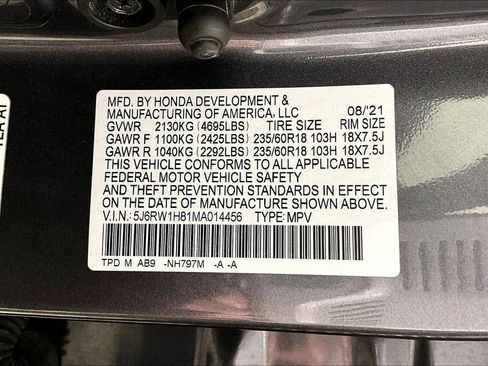 MFD. BY HONDA DEVELOPMENT &
MANUFACTURING OF AMERICA, LLC 08/'21
GVWR 2130KG (4695LBS) TIRE SIZE RIM SIZE
GAWR F 1100KG (2425LBS) 235/60R18 103H 18X7.5J
GAWR R 1040KG (2292LBS) 235/60R18 103H 18X7.5J
THIS VEHICLE CONFORMS TO ALL APPLICABLE
FEDERAL MOTOR VEHICLE SAFETY
AND THEFT PREVENTION STANDARDS IN EFFECT
ON THE DATE OF MANUFACTURE SHOWN ABOVE.
V.I.N.: 5J6RW1H81MA014456 TYPE: MPV
TPD M AB9 -NH797M -A -A